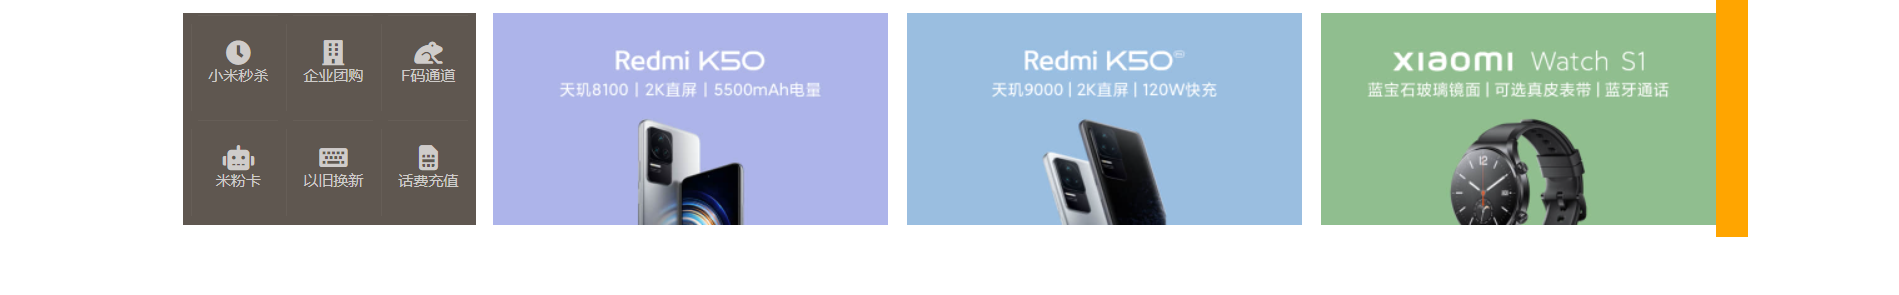 小米秒杀 企业团购 F码通道
米粉卡 以旧换新 话费充值
Redmi K50
天玑8100 | 2K直屏 | 5500mAh电量
Redmi K50
天玑9000 | 2K直屏 | 120W快充
xiaomi Watch S1
蓝宝石玻璃镜面 | 可选真皮表带 | 蓝牙通话
12